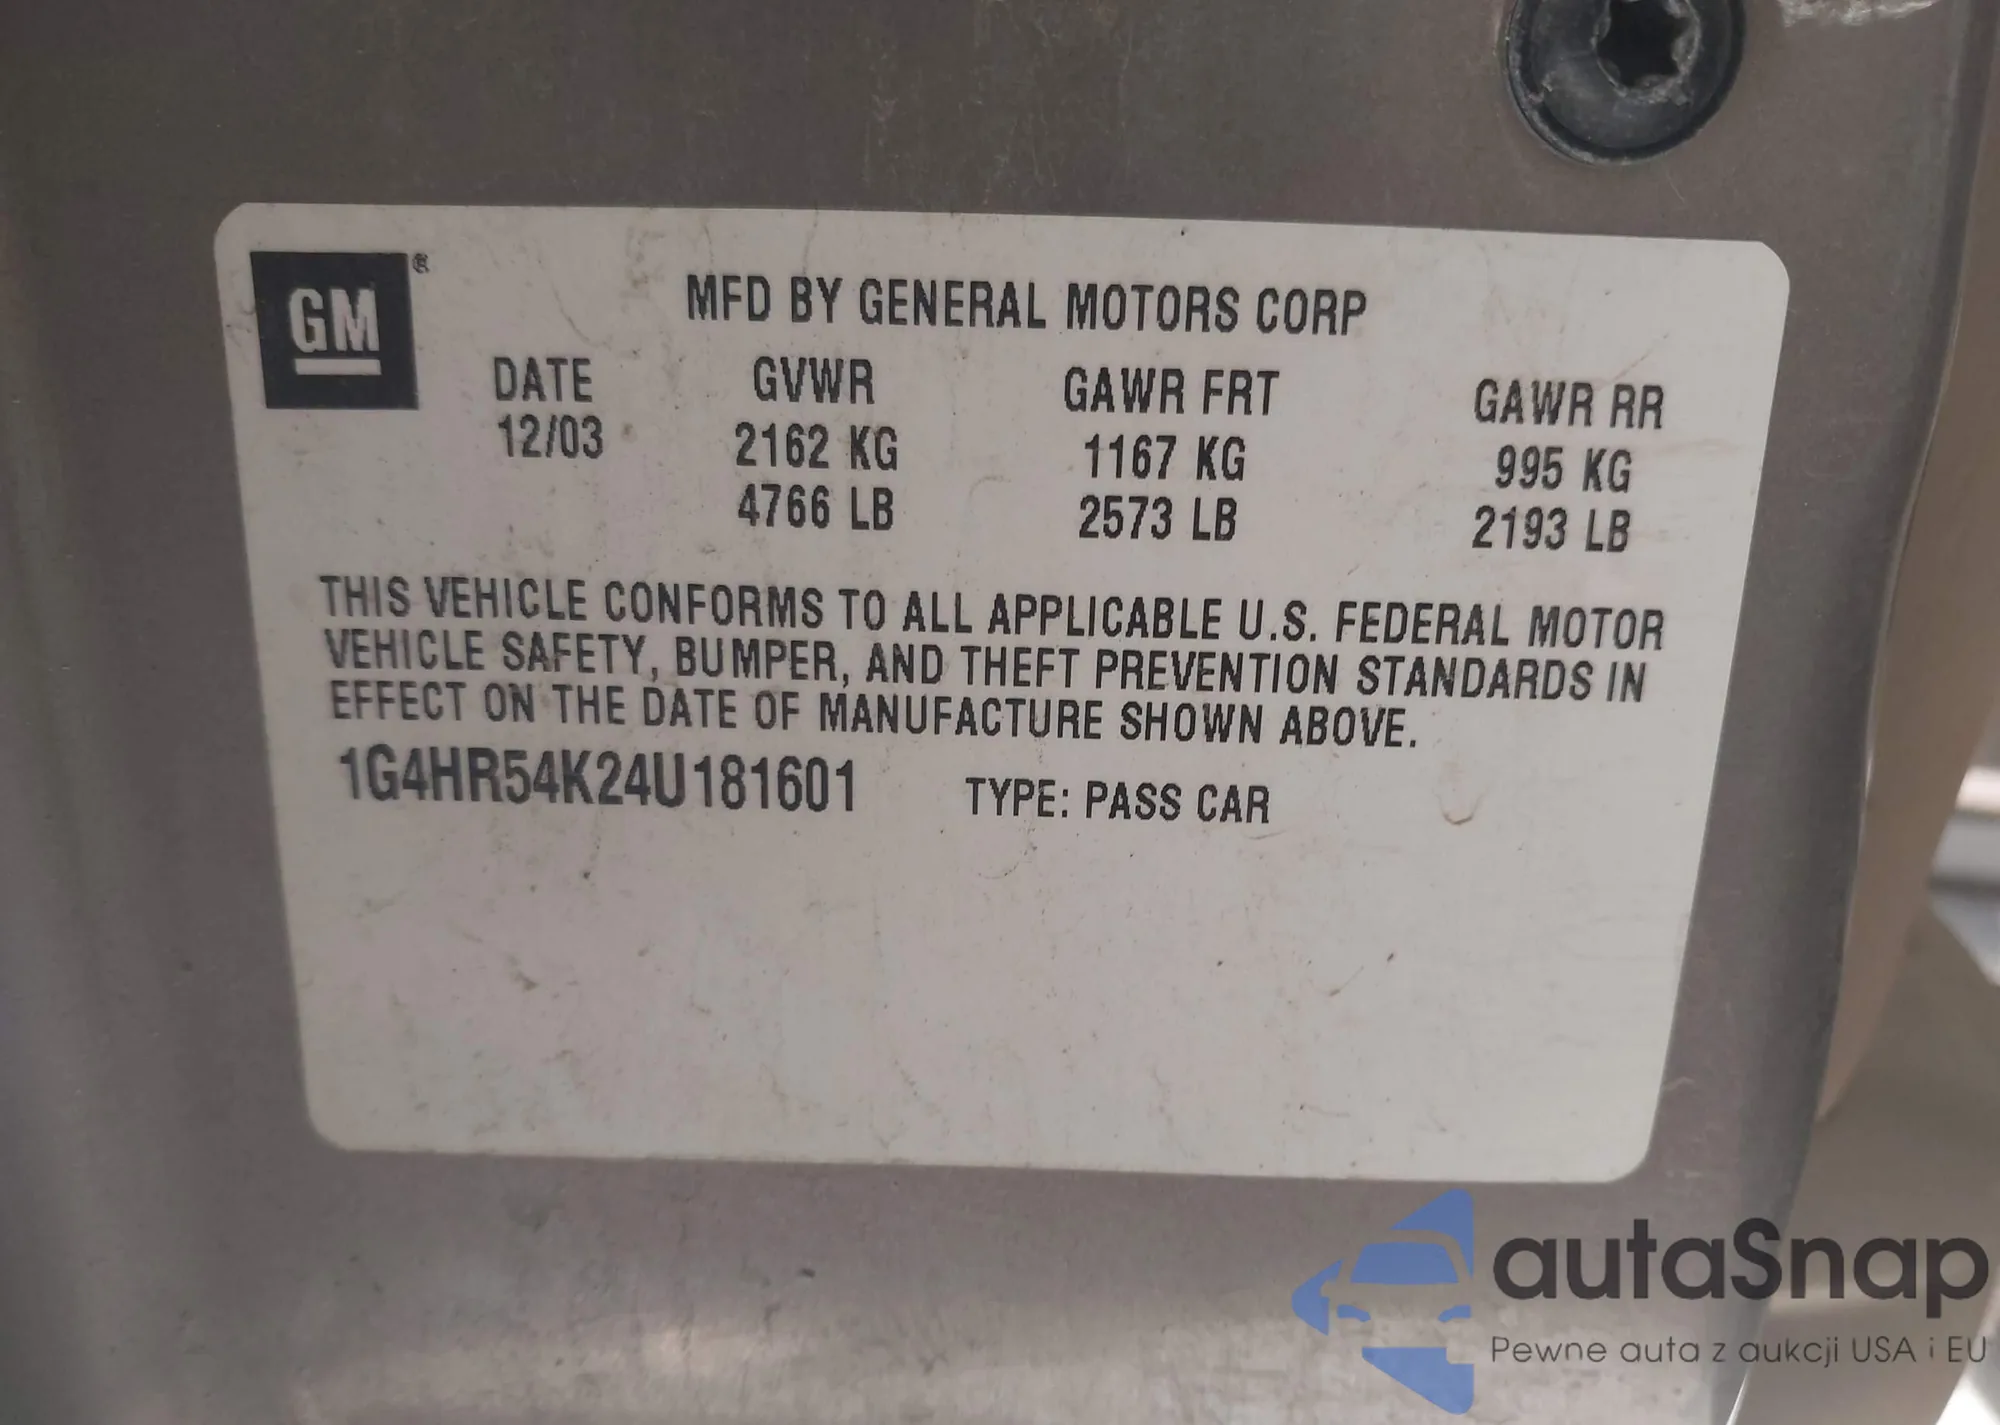 GM®
MFD BY GENERAL MOTORS CORP
DATE GVWR GAWR FRT GAWR RR
12/03 2162 KG 1167 KG 995 KG
4766 LB 2573 LB 2193 LB
THIS VEHICLE CONFORMS TO ALL APPLICABLE U.S. FEDERAL MOTOR
VEHICLE SAFETY, BUMPER, AND THEFT PREVENTION STANDARDS IN
EFFECT ON THE DATE OF MANUFACTURE SHOWN ABOVE.
1G4HR54K24U181601 TYPE: PASS CAR
autaSnap
Pewne auta z aukcji USA i EU